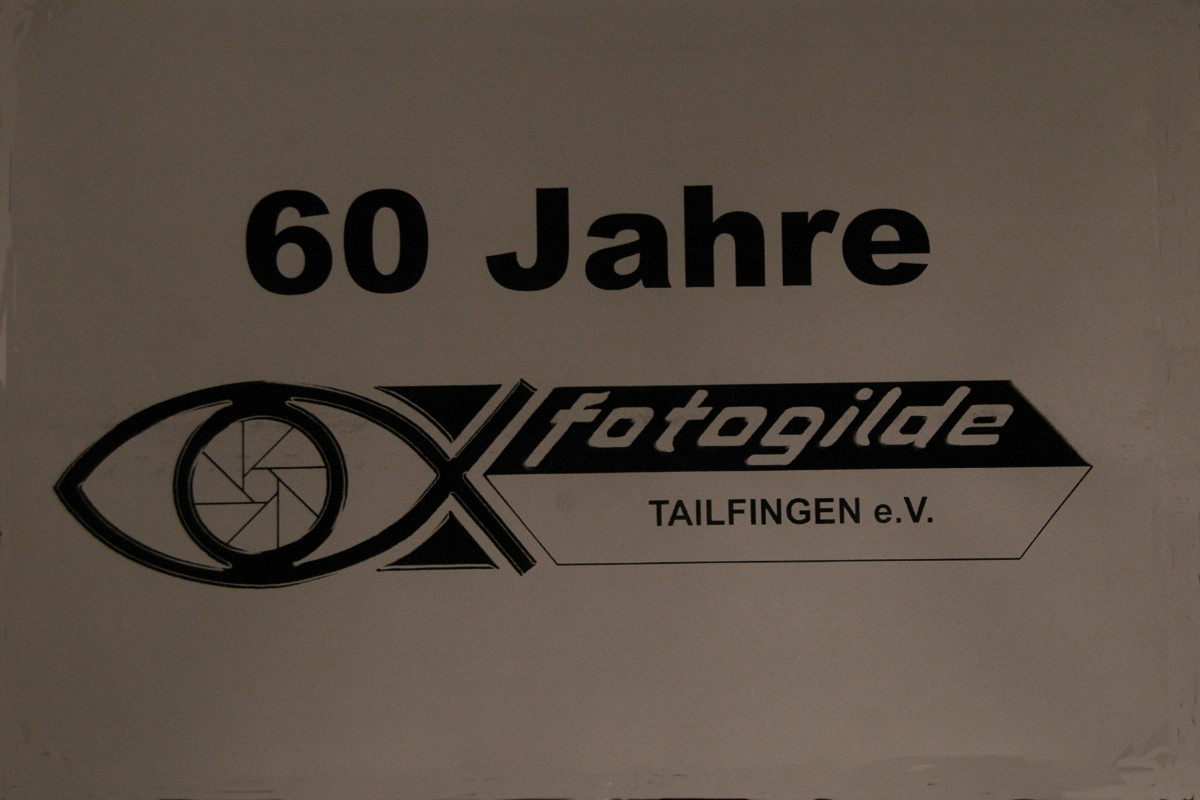 60 Jahre
fotogilde
TAILFINGEN e.V.